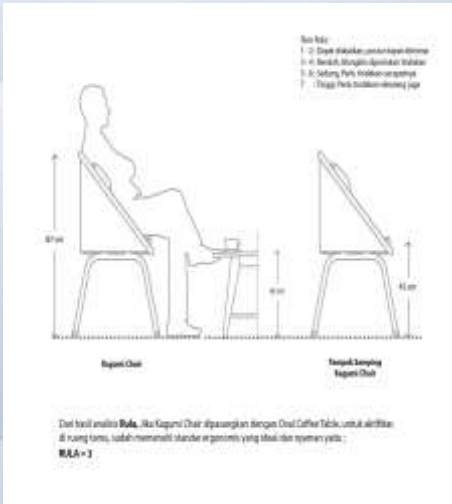 Skor Rula:
1 - 2: Dapat diabaikan, postur dapat diterima
3 - 4: Rendah, Mungkin diperlukan tindakan
5 - 6: Sedang, Perlu tindakan secepatnya
7 : Tinggi, Perlu tindakan sekarang juga
87 cm
40 cm
42 cm
Kagumi Chair
Tampak Samping
Kagumi Chair
Dari hasil analisis Rula, Jika Kagumi Chair dipasangkan dengan Oval Coffee Table, untuk aktifitas
di ruang tamu, sudah memenuhi standar ergonomis yang ideal dan nyaman yaitu ;
RULA = 3